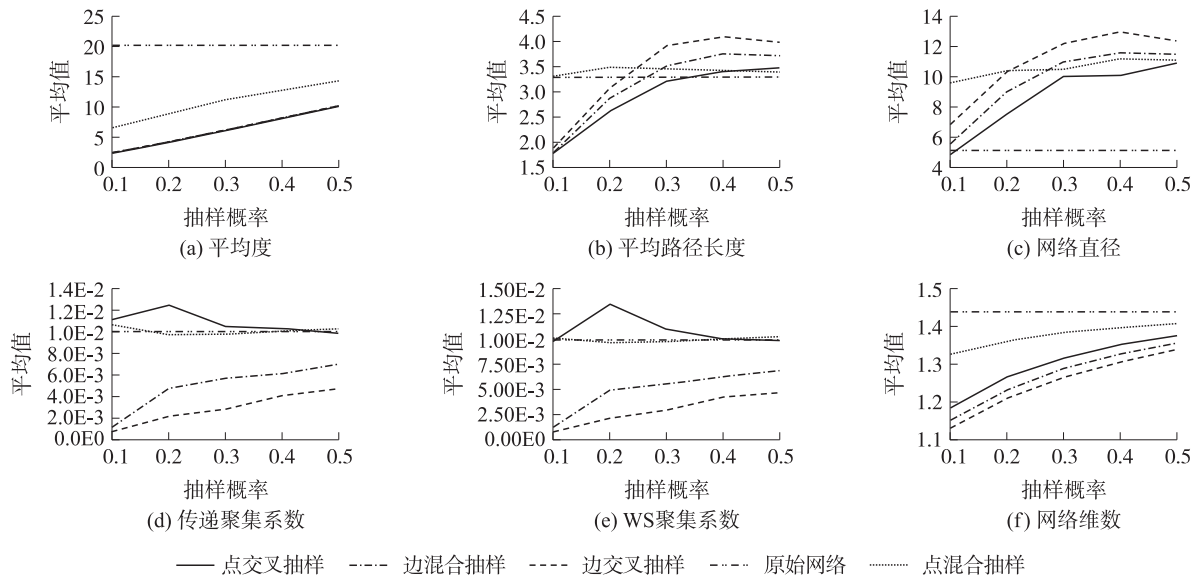 25
20
15
10
5
0
平均值
0.1 0.2 0.3 0.4 0.5
抽样概率
(a) 平均度
4.5
4.0
3.5
3.0
2.5
2.0
1.5
平均值
0.1 0.2 0.3 0.4 0.5
抽样概率
(b) 平均路径长度
14
12
10
8
6
4
平均值
0.1 0.2 0.3 0.4 0.5
抽样概率
(c) 网络直径
1.4E-2
1.2E-2
1.0E-2
8.0E-3
6.0E-3
4.0E-3
2.0E-3
0.0E0
平均值
0.1 0.2 0.3 0.4 0.5
抽样概率
(d) 传递聚集系数
1.50E-2
1.25E-2
1.00E-2
7.50E-3
5.00E-3
2.50E-3
0.00E0
平均值
0.1 0.2 0.3 0.4 0.5
抽样概率
(e) WS聚集系数
1.5
1.4
1.3
1.2
1.1
平均值
0.1 0.2 0.3 0.4 0.5
抽样概率
(f) 网络维数
点交叉抽样 边混合抽样 边交叉抽样 原始网络 点混合抽样